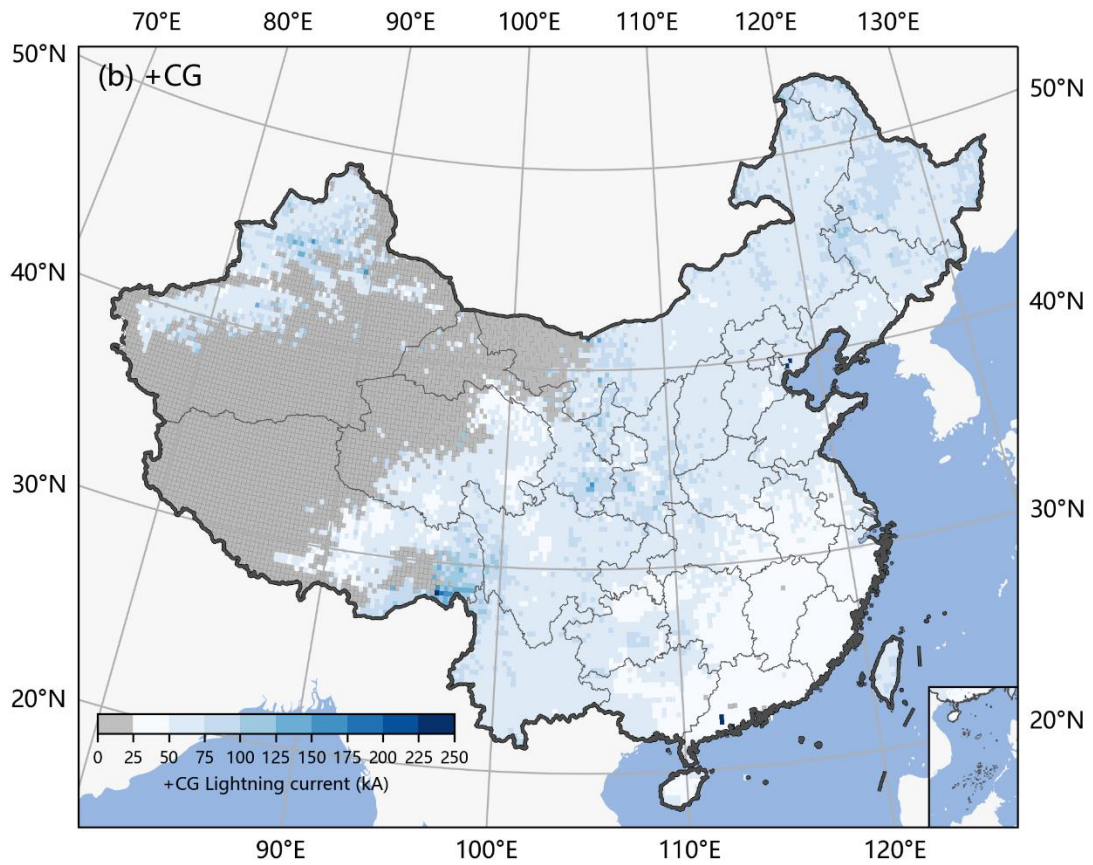 70°E 80°E 90°E 100°E 110°E 120°E 130°E
50°N 50°N
(b) +CG
40°N 40°N
30°N 30°N
20°N 20°N
0 25 50 75 100 125 150 175 200 225 250
+CG Lightning current (kA)
90°E 100°E 110°E 120°E